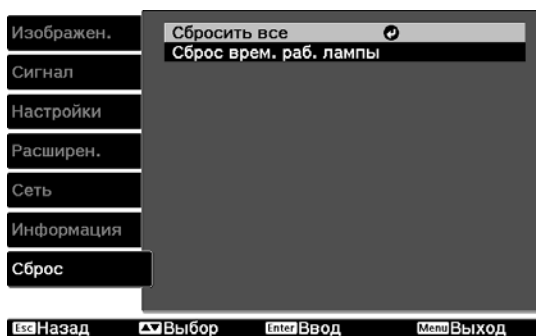 Изображен.
Сигнал
Настройки
Расширен.
Сеть
Информация
Сброс
Сбросить все
Сброс врем. раб. лампы
Esc Назад Выбор Enter Ввод Menu Выход